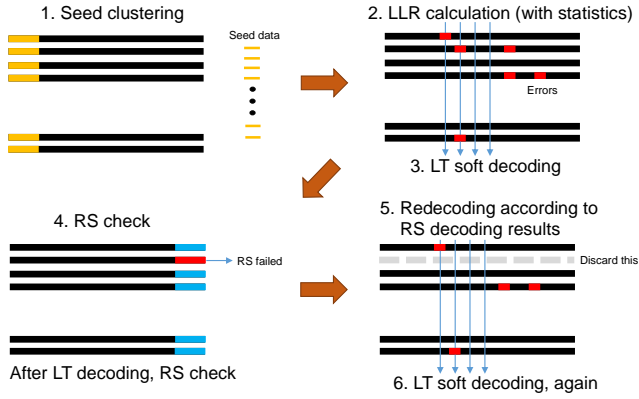 1. Seed clustering
Seed data
2. LLR calculation (with statistics)
Errors
3. LT soft decoding
4. RS check
RS failed
After LT decoding, RS check
5. Redecoding according to
RS decoding results
Discard this
6. LT soft decoding, again